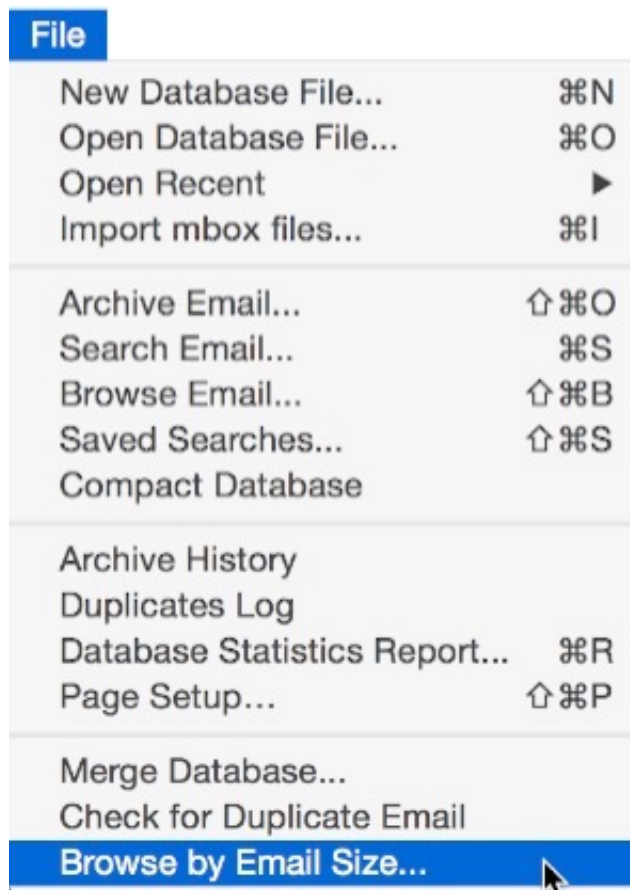 File
New Database File... ⌘N
Open Database File... ⌘O
Open Recent ▶
Import mbox files... ⌘I
Archive Email... ⇧⌘O
Search Email... ⌘S
Browse Email... ⇧⌘B
Saved Searches... ⇧⌘S
Compact Database
Archive History
Duplicates Log
Database Statistics Report... ⌘R
Page Setup... ⇧⌘P
Merge Database...
Check for Duplicate Email
Browse by Email Size...